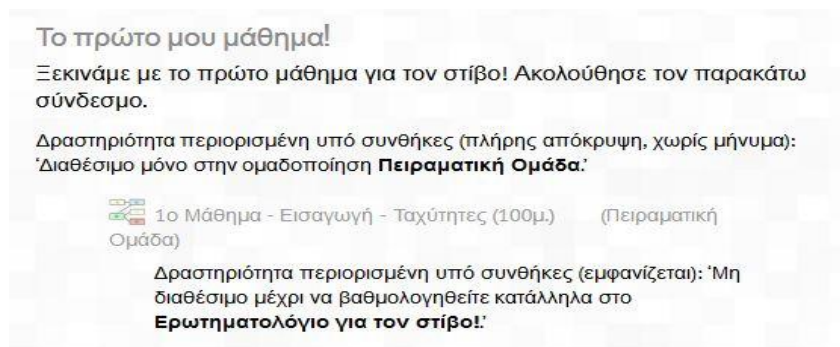 Το πρώτο μου μάθημα!
Ξεκινάμε με το πρώτο μάθημα για τον στίβο! Ακολούθησε τον παρακάτω
σύνδεσμο.
Δραστηριότητα περιορισμένη υπό συνθήκες (πλήρης απόκρυψη, χωρίς μήνυμα):
‘Διαθέσιμο μόνο στην ομαδοποίηση Πειραματική Ομάδα.’
1ο Μάθημα - Εισαγωγή - Ταχύτητες (100μ.) (Πειραματική
Ομάδα)
Δραστηριότητα περιορισμένη υπό συνθήκες (εμφανίζεται): ‘Μη
διαθέσιμο μέχρι να βαθμολογηθείτε κατάλληλα στο
Ερωτηματολόγιο για τον στίβο!.’